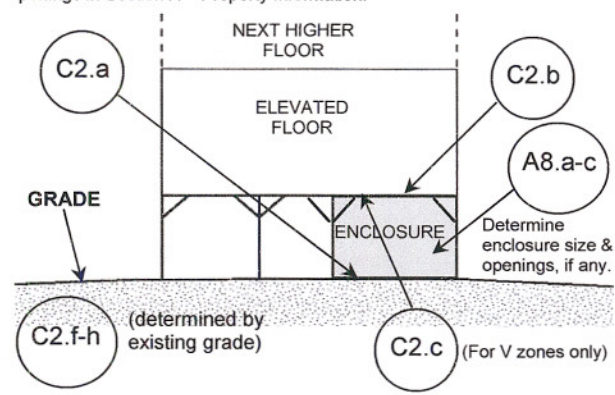 NEXT HIGHER
FLOOR
C2.a
C2.b
ELEVATED
FLOOR
A8.a-c
GRADE
ENCLOSURE
Determine
enclosure size &
openings, if any.
C2.f-h
(determined by
existing grade)
C2.c
(For V zones only)